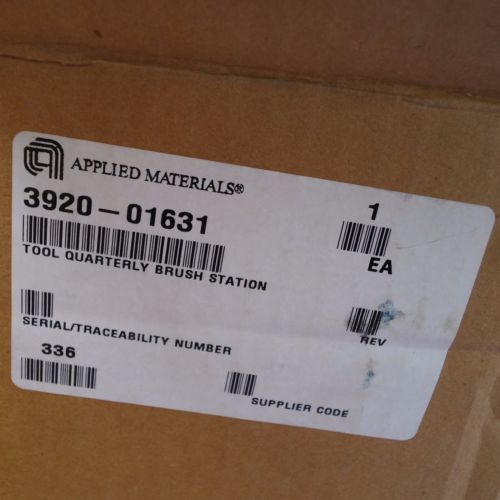 APPLIED MATERIALS®
3920-01631
1
EA
TOOL QUARTERLY BRUSH STATION
REV
SERIAL/TRACEABILITY NUMBER
336
SUPPLIER CODE